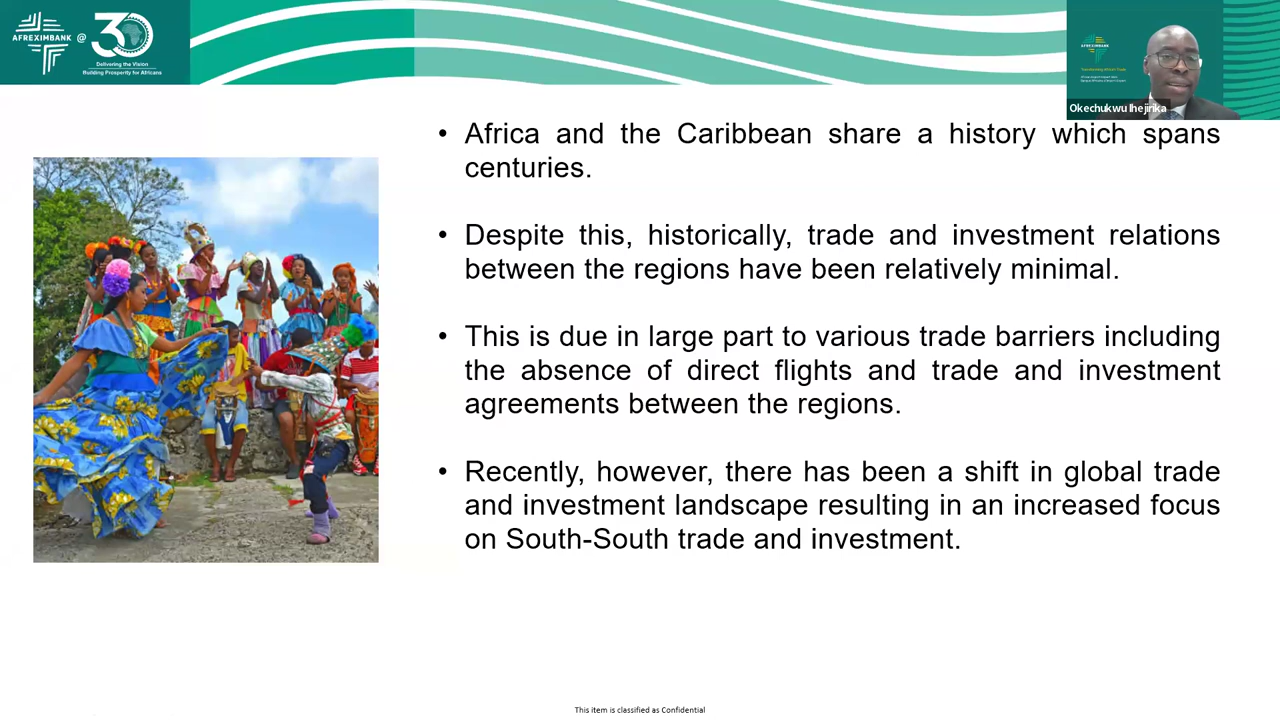 AFREXIMBANK @ 30
Delivering the Vision
Building Prosperity for Africans
Okechukwu Ihejirika
• Africa and the Caribbean share a history which spans
centuries.
• Despite this, historically, trade and investment relations
between the regions have been relatively minimal.
• This is due in large part to various trade barriers including
the absence of direct flights and trade and investment
agreements between the regions.
• Recently, however, there has been a shift in global trade
and investment landscape resulting in an increased focus
on South-South trade and investment.
This item is classified as Confidential